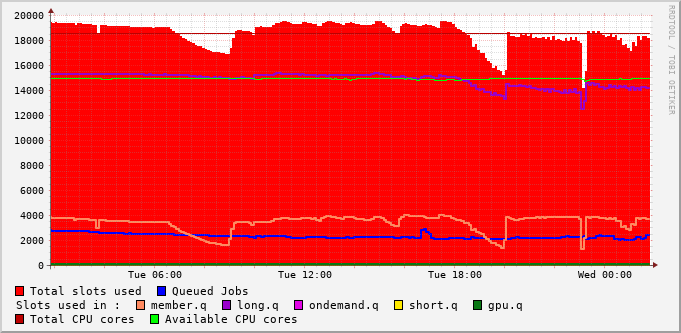 20000
18000
16000
14000
12000
10000
8000
6000
4000
2000
0
Tue 06:00 Tue 12:00 Tue 18:00 Wed 00:00
RRDTOOL / TOBI OETIKER
Total slots used Queued Jobs
Slots used in : member.q long.q ondemand.q short.q gpu.q
Total CPU cores Available CPU cores